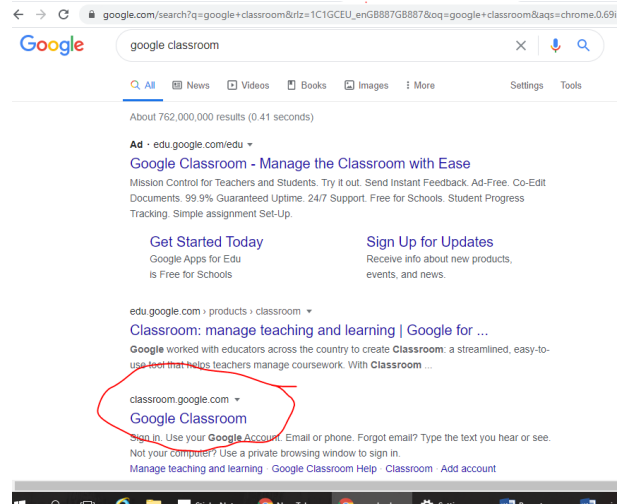 google.com/search?q=google+classroom&rlz=1C1GCEU_enGB887GB887&oq=google+classroom&aqs=chrome.0.69i
Google
google classroom
All News Videos Books Images More Settings Tools
About 762,000,000 results (0.41 seconds)
Ad · edu.google.com/edu
Google Classroom - Manage the Classroom with Ease
Mission Control for Teachers and Students. Try it out. Send Instant Feedback. Ad-Free. Co-Edit
Documents. 99.9% Guaranteed Uptime. 24/7 Support. Free for Schools. Student Progress
Tracking. Simple assignment Set-Up.
Get Started Today Sign Up for Updates
Google Apps for Edu Receive info about new products,
is Free for Schools events, and news.
edu.google.com › products › classroom
Classroom: manage teaching and learning | Google for ...
Google worked with educators across the country to create Classroom: a streamlined, easy-to-
use tool that helps teachers manage coursework. With Classroom ...
classroom.google.com
Google Classroom
Sign in. Use your Google Account. Email or phone. Forgot email? Type the text you hear or see.
Not your computer? Use a private browsing window to sign in.
Manage teaching and learning · Google Classroom Help · Classroom · Add account